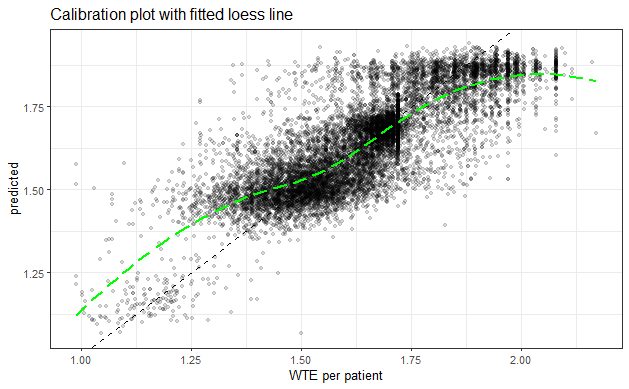 Calibration plot with fitted loess line
predicted
1.75
1.50
1.25
1.00
1.25
1.50
1.75
2.00
WTE per patient